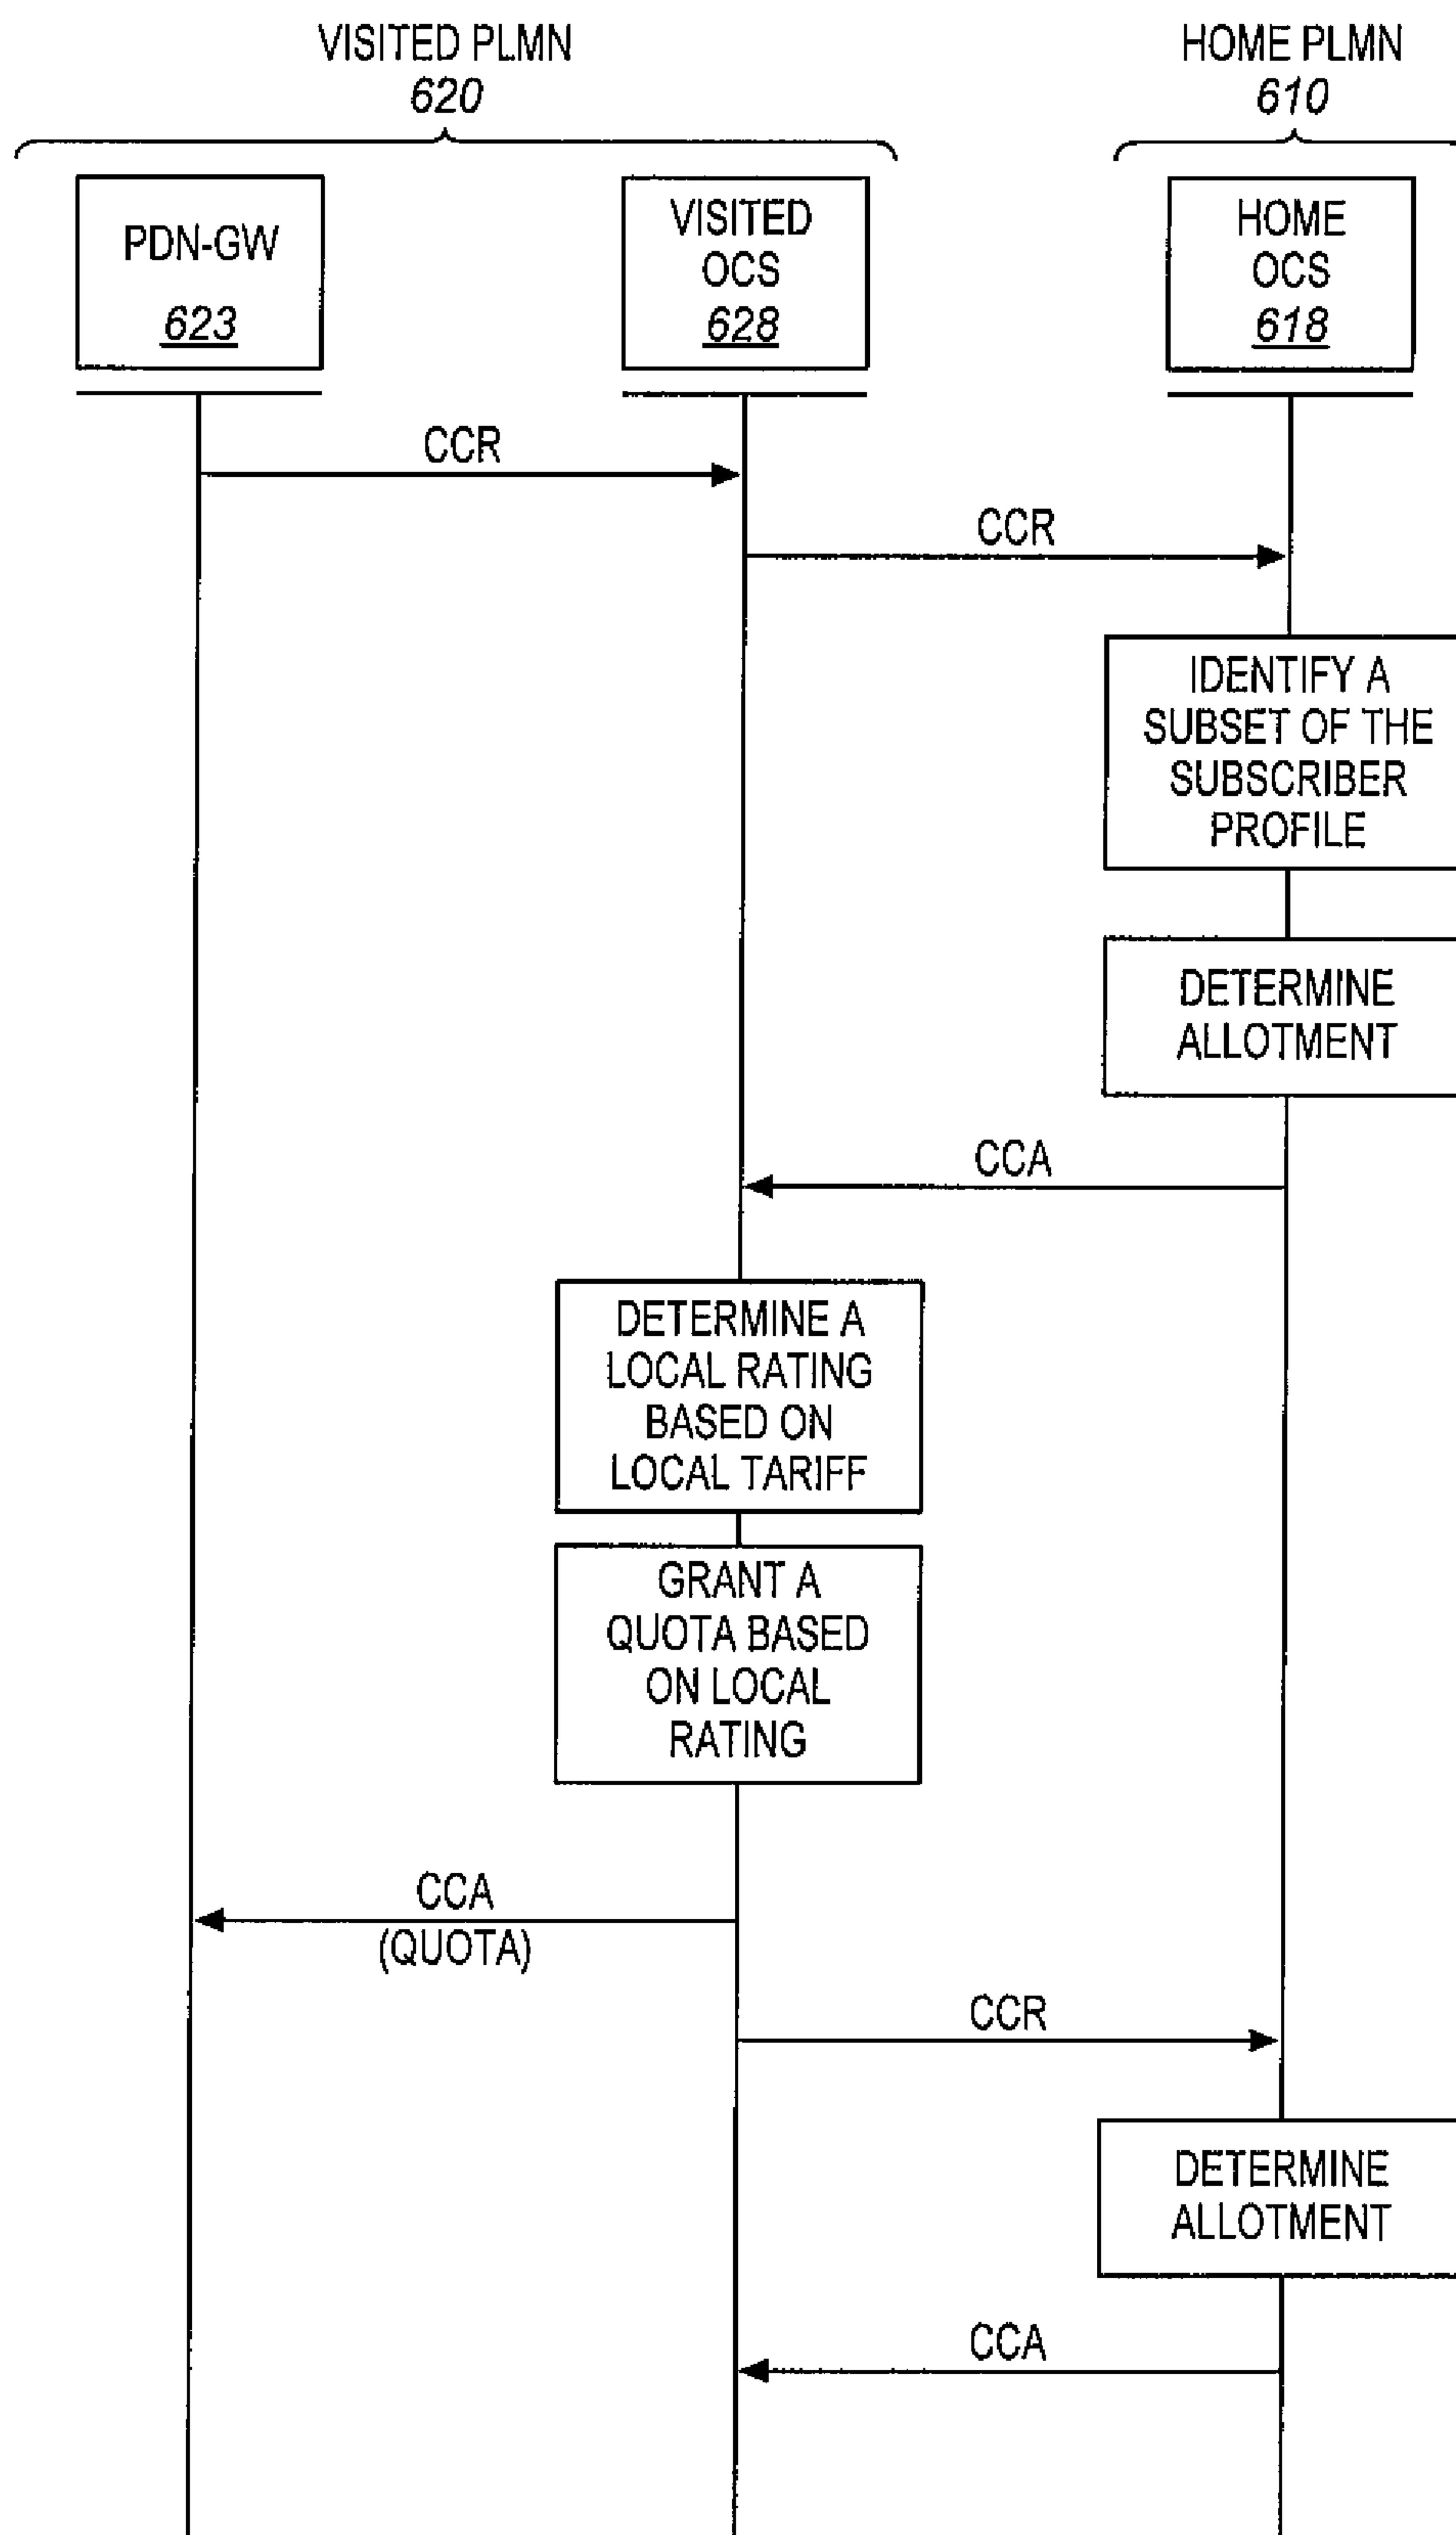 VISITED PLMN
620
HOME PLMN
610
PDN-GW
623
VISITED
OCS
628
HOME
OCS
618
CCR
CCR
IDENTIFY A
SUBSET OF THE
SUBSCRIBER
PROFILE
DETERMINE
ALLOTMENT
CCA
DETERMINE A
LOCAL RATING
BASED ON
LOCAL TARIFF
GRANT A
QUOTA BASED
ON LOCAL
RATING
CCA
(QUOTA)
CCR
DETERMINE
ALLOTMENT
CCA